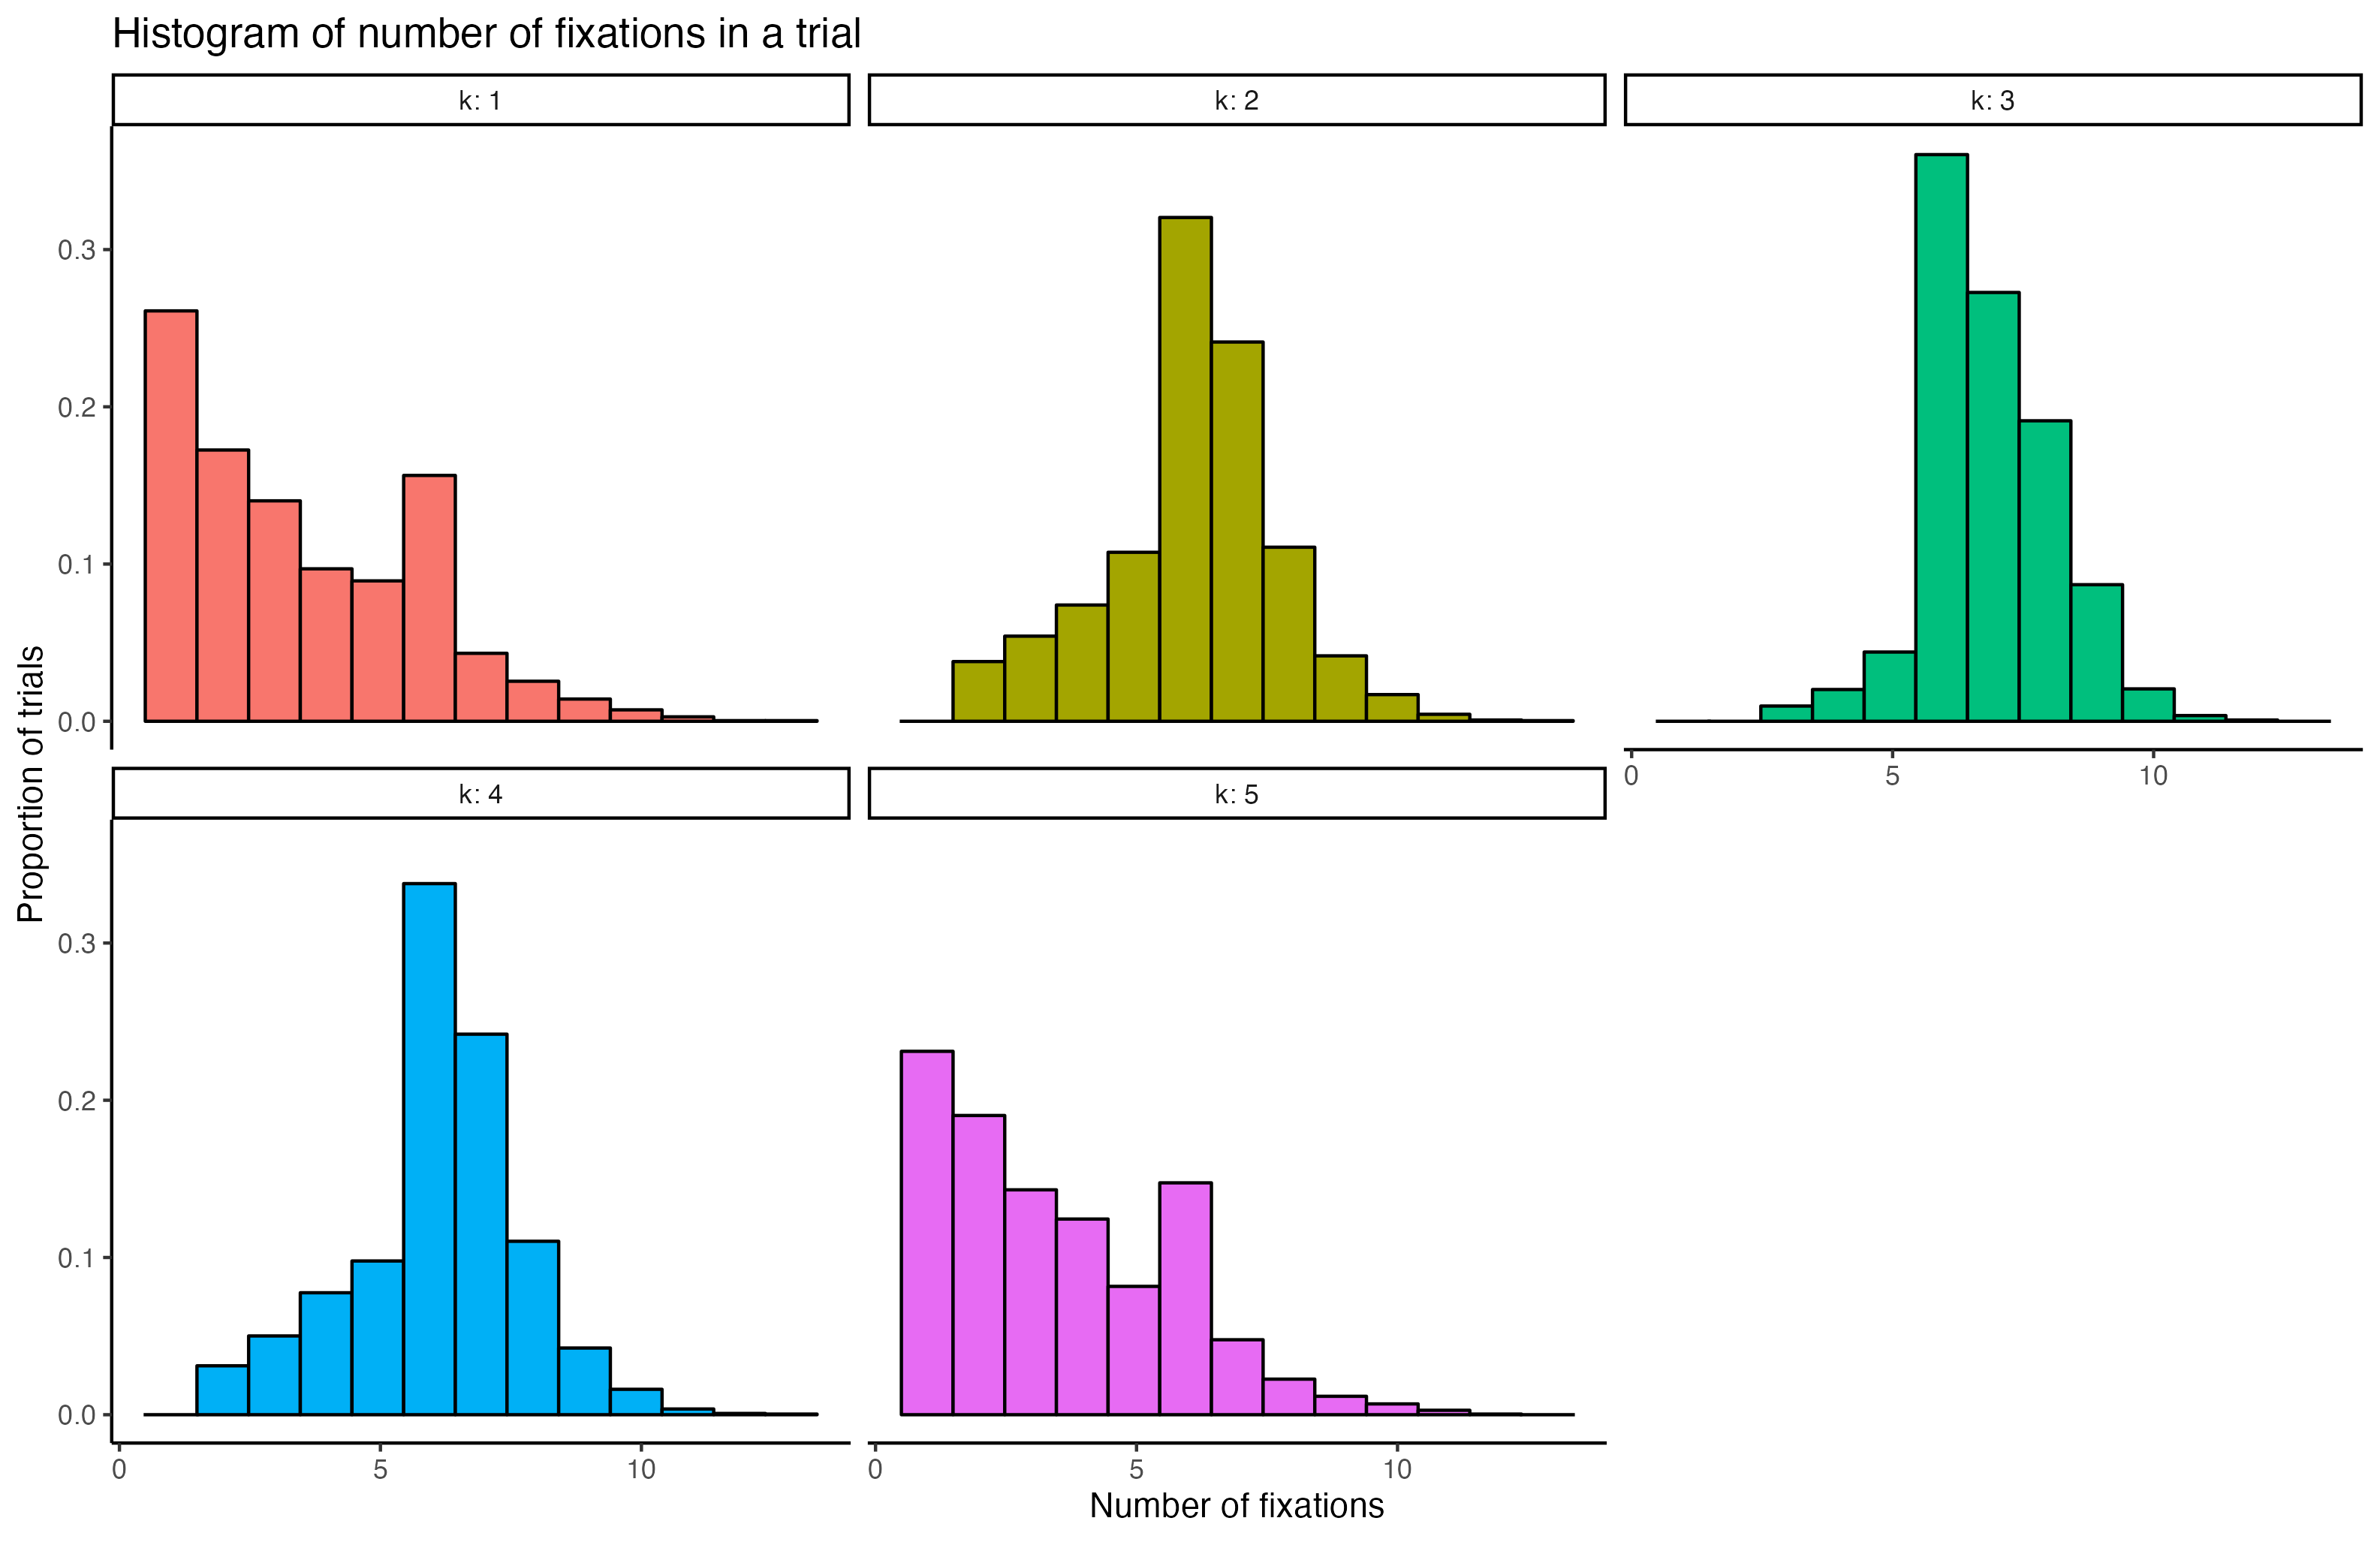 Histogram of number of fixations in a trial
k: 1
k: 2
k: 3
0.3
0.2
0.1
0.0
0 5 10
k: 4
k: 5
0.3
0.2
0.1
0.0
0 5 10
0 5 10
Number of fixations
Proportion of trials